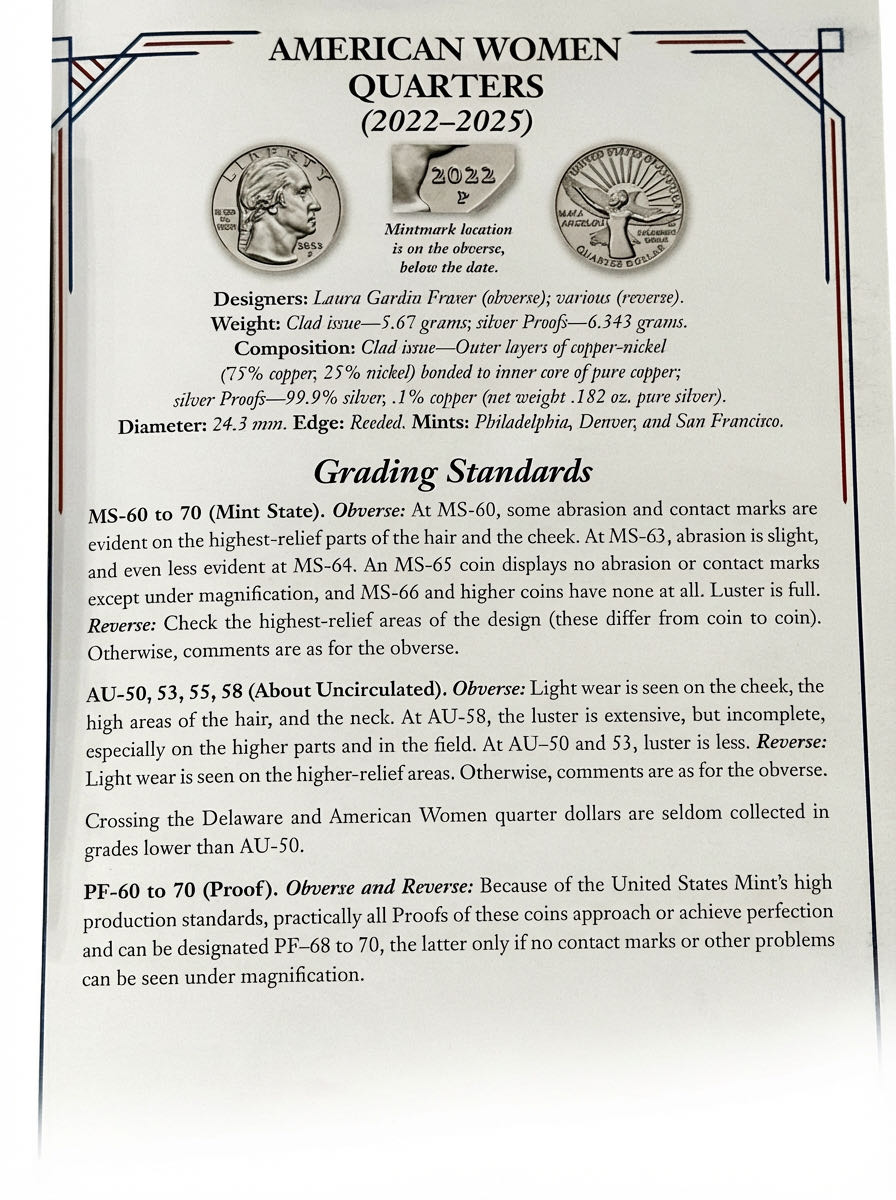 AMERICAN WOMEN
QUARTERS
(2022–2025)
LIBERTY
2022
P
UNITED STATES OF AMERICA
MAYA
ANGELOU
QUARTER DOLLAR
Mintmark location
is on the obverse,
below the date.
Designers: Laura Gardin Fraser (obverse); various (reverse).
Weight: Clad issue—5.67 grams; silver Proofs—6.343 grams.
Composition: Clad issue—Outer layers of copper-nickel
(75% copper, 25% nickel) bonded to inner core of pure copper;
silver Proofs—99.9% silver, .1% copper (net weight .182 oz. pure silver).
Diameter: 24.3 mm. Edge: Reeded. Mints: Philadelphia, Denver, and San Francisco.
Grading Standards
MS-60 to 70 (Mint State). Obverse: At MS-60, some abrasion and contact marks are
evident on the highest-relief parts of the hair and the cheek. At MS-63, abrasion is slight,
and even less evident at MS-64. An MS-65 coin displays no abrasion or contact marks
except under magnification, and MS-66 and higher coins have none at all. Luster is full.
Reverse: Check the highest-relief areas of the design (these differ from coin to coin).
Otherwise, comments are as for the obverse.
AU-50, 53, 55, 58 (About Uncirculated). Obverse: Light wear is seen on the cheek, the
high areas of the hair, and the neck. At AU-58, the luster is extensive, but incomplete,
especially on the higher parts and in the field. At AU–50 and 53, luster is less. Reverse:
Light wear is seen on the higher-relief areas. Otherwise, comments are as for the obverse.
Crossing the Delaware and American Women quarter dollars are seldom collected in
grades lower than AU-50.
PF-60 to 70 (Proof). Obverse and Reverse: Because of the United States Mint's high
production standards, practically all Proofs of these coins approach or achieve perfection
and can be designated PF–68 to 70, the latter only if no contact marks or other problems
can be seen under magnification.